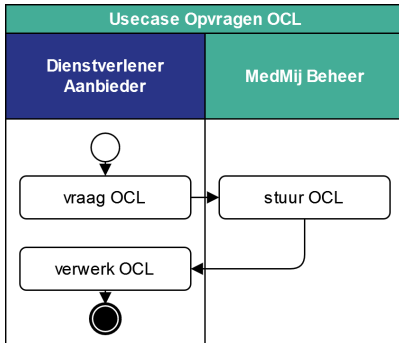 Usecase Opvragen OCL
Dienstverlener
Aanbieder
MedMij Beheer
vraag OCL
stuur OCL
verwerk OCL